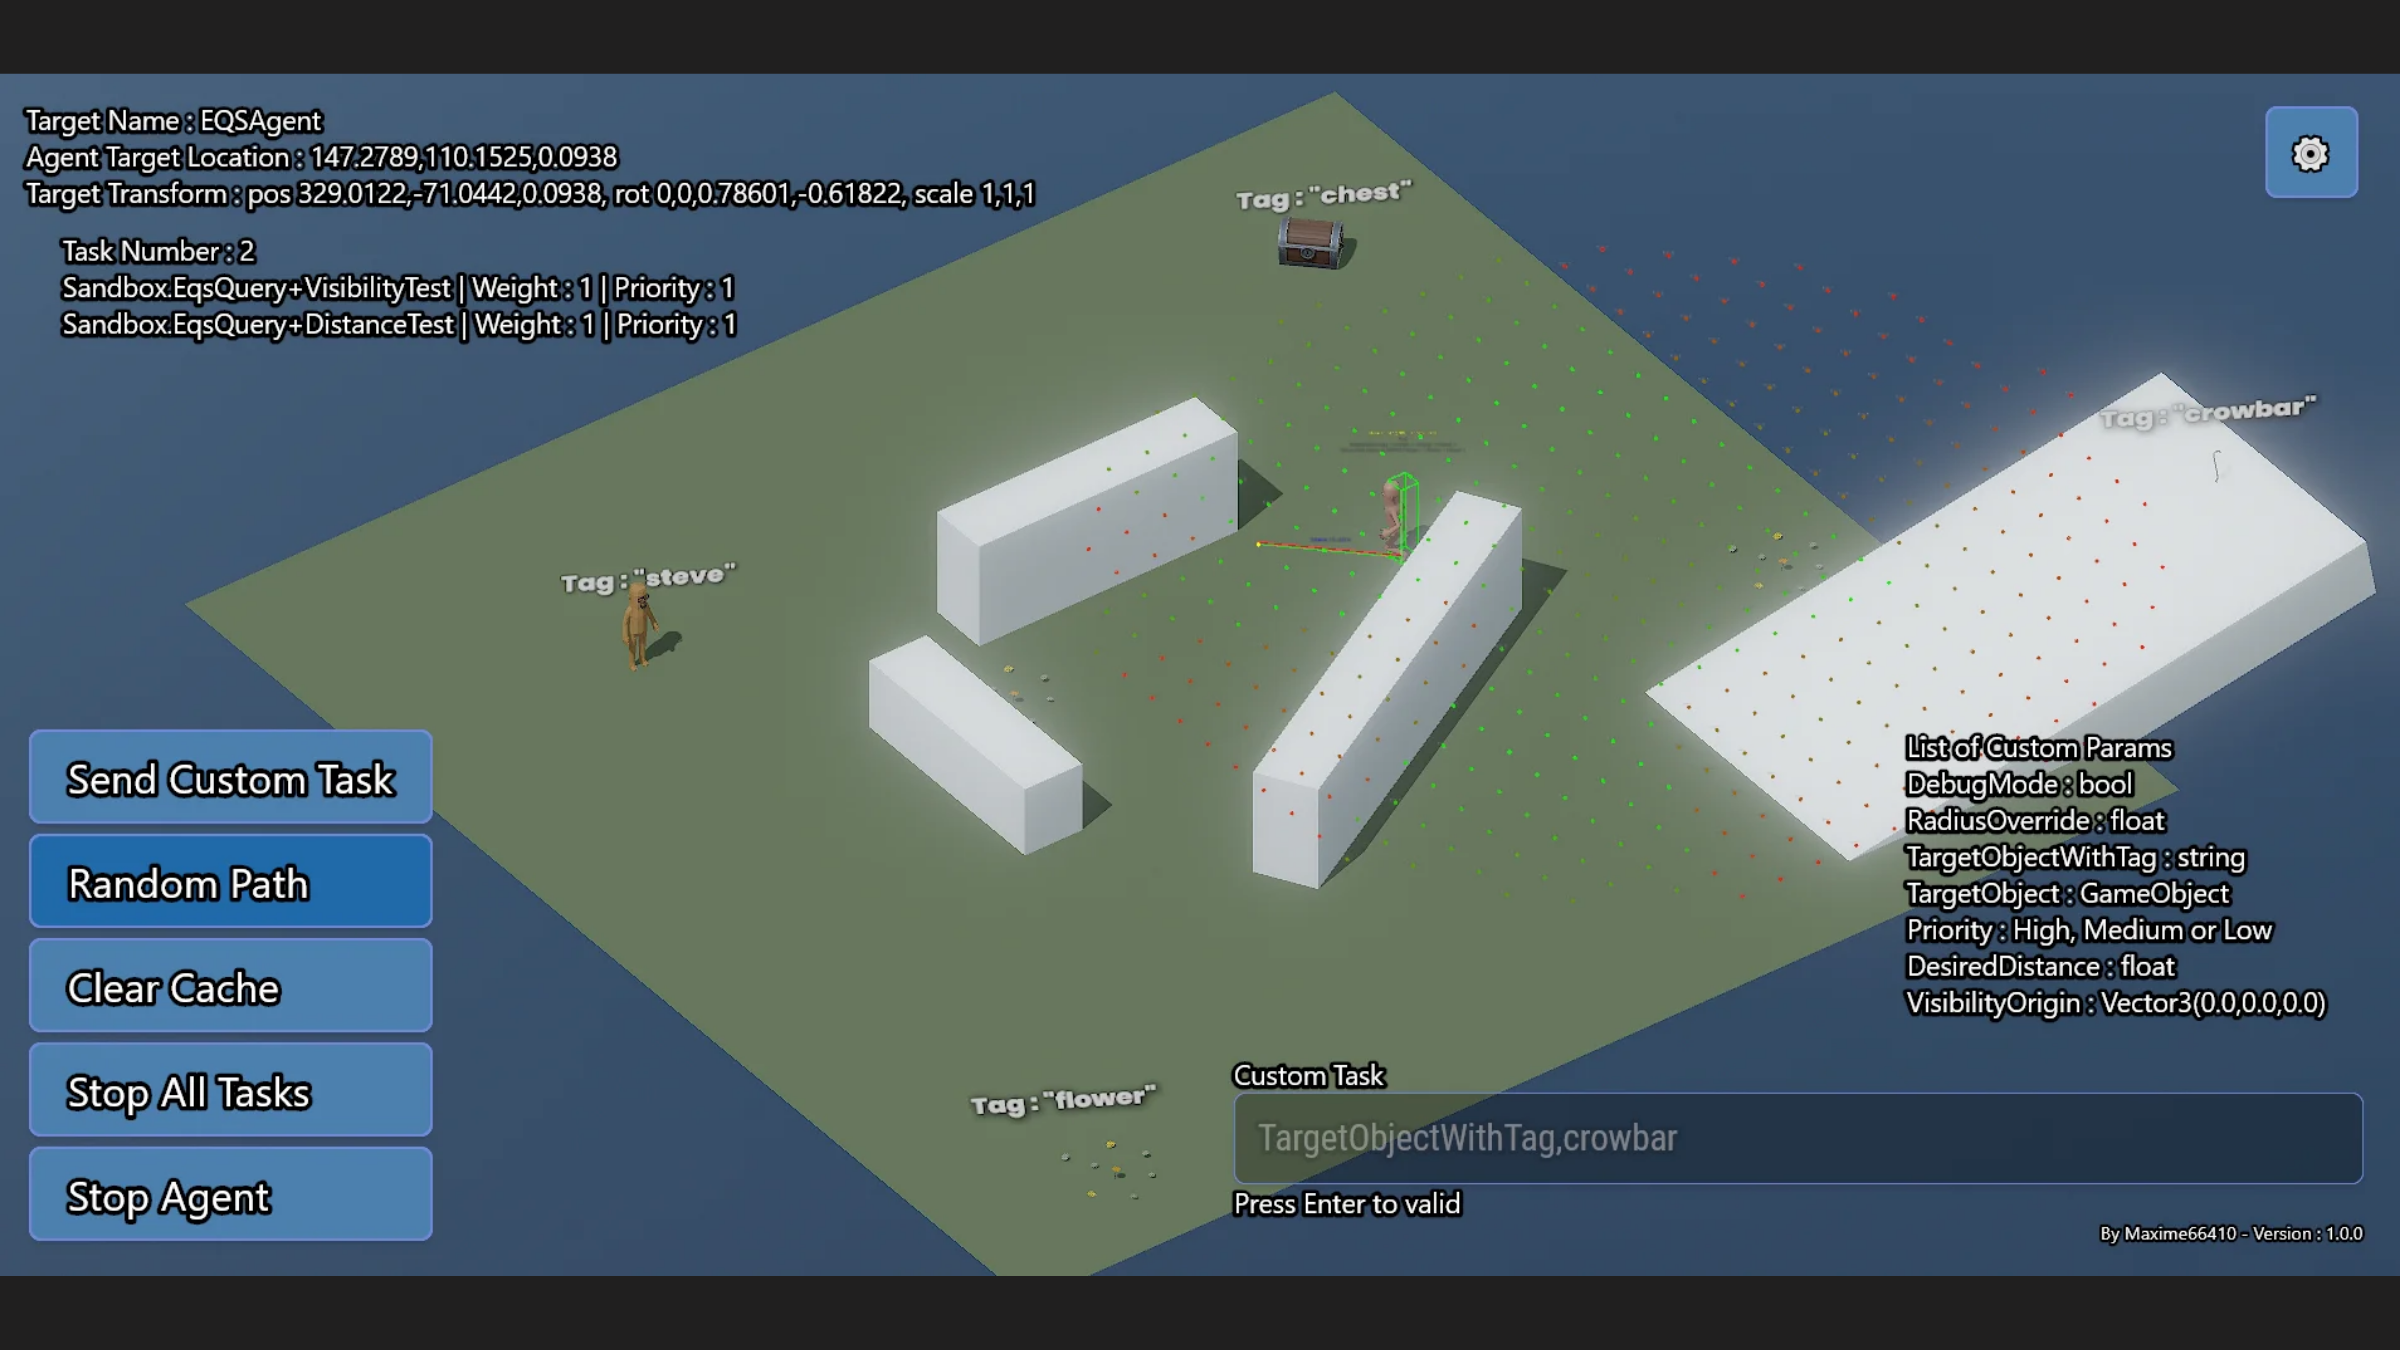 Target Name : EQSAgent
Agent Target Location : 147.2789,110.1525,0.0938
Target Transform : pos 329.0122,-71.0442,0.0938, rot 0,0,0.78601,-0.61822, scale 1,1,1
Task Number : 2
Sandbox.EqsQuery+VisibilityTest | Weight : 1 | Priority : 1
Sandbox.EqsQuery+DistanceTest | Weight : 1 | Priority : 1
Tag : "chest"
Tag : "crowbar"
Tag : "steve"
Send Custom Task
Random Path
Clear Cache
Stop All Tasks
Stop Agent
List of Custom Params
DebugMode : bool
RadiusOverride : float
TargetObjectWithTag : string
TargetObject : GameObject
Priority : High, Medium or Low
DesiredDistance : float
VisibilityOrigin : Vector3(0.0,0.0,0.0)
Tag : "flower"
Custom Task
TargetObjectWithTag,crowbar
Press Enter to valid
By Maxime66410 - Version : 1.0.0